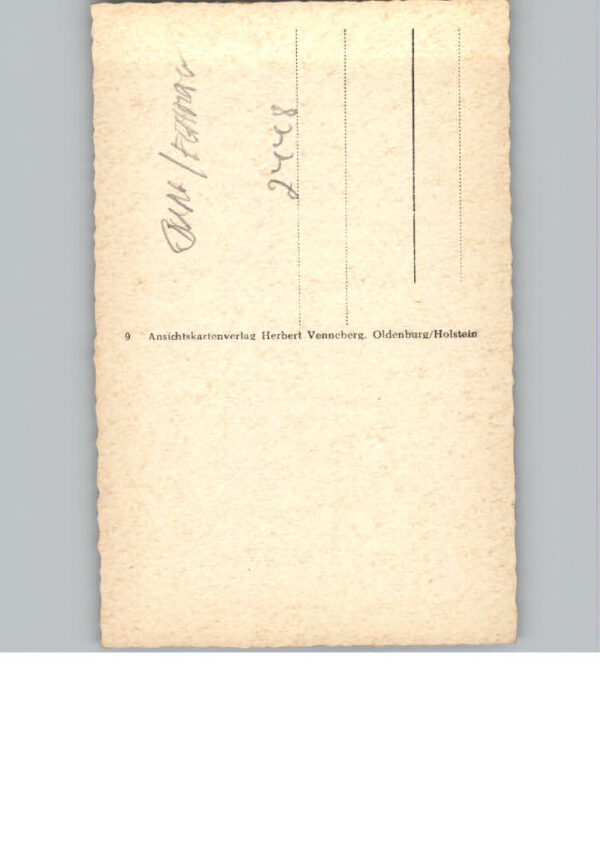 Burg/Fehmarn
2448
9 Ansichtskartenverlag Herbert Venneberg, Oldenburg/Holstein